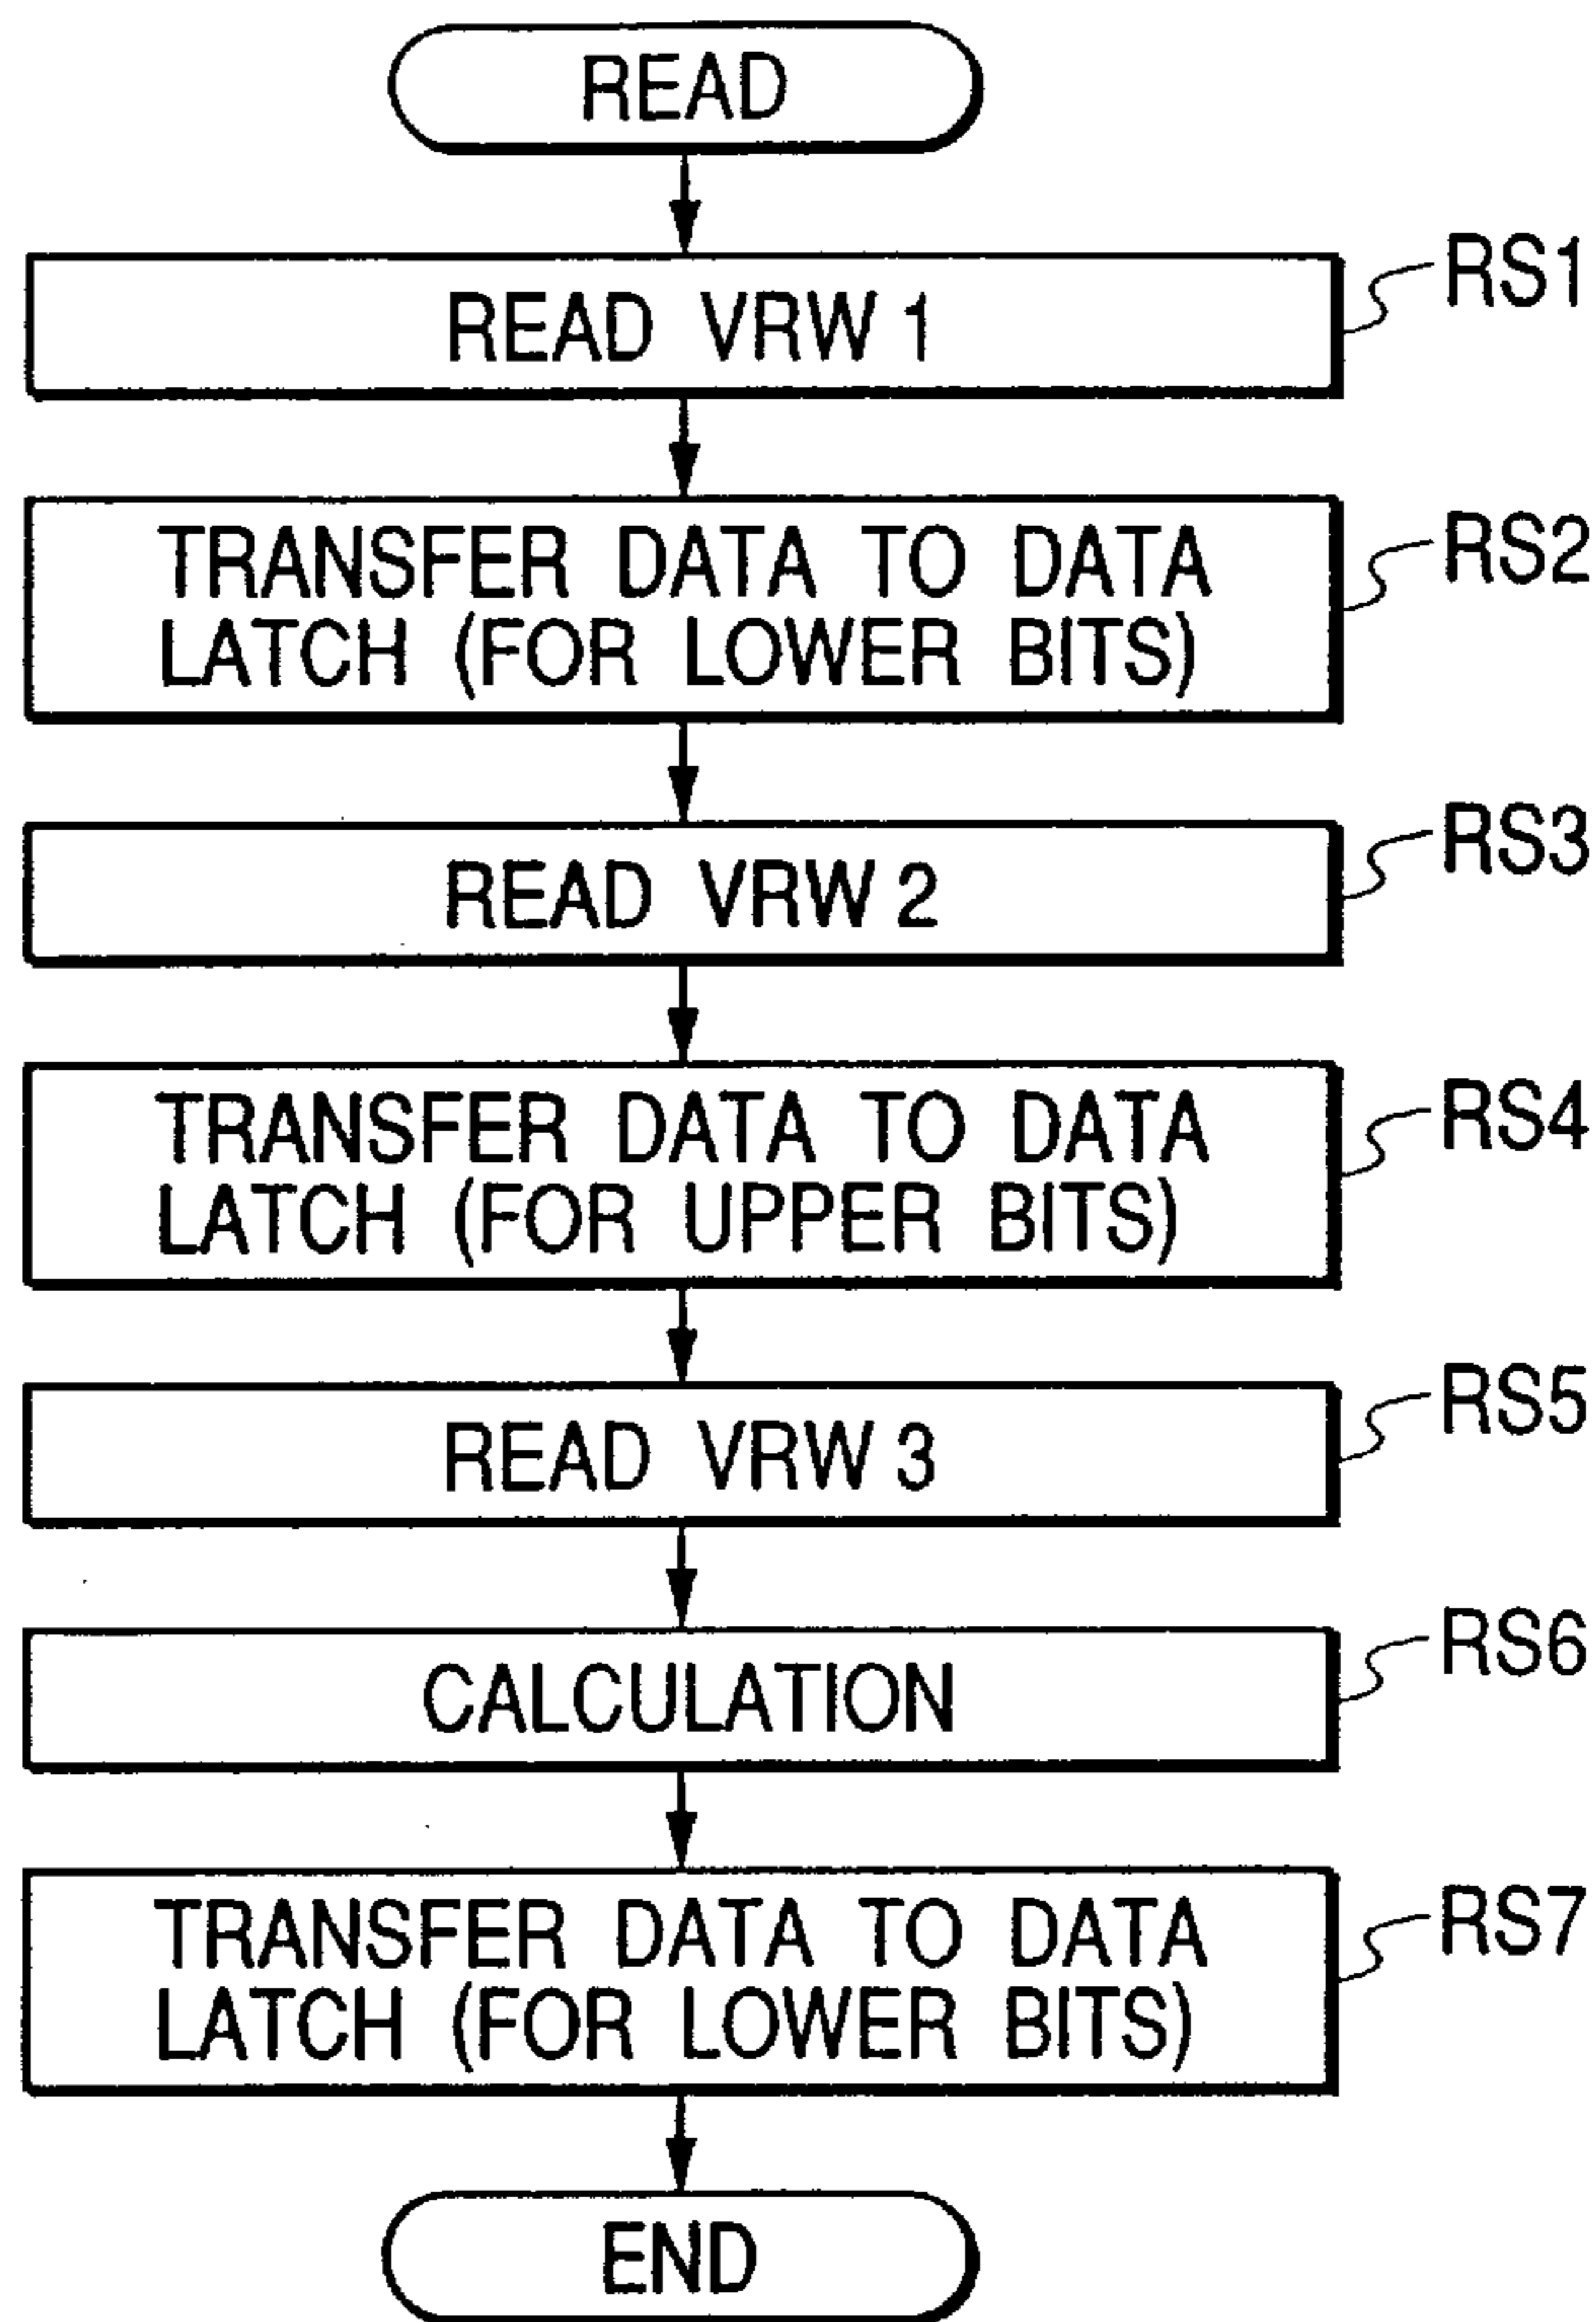 READ
READ VRW 1
RS1
TRANSFER DATA TO DATA
LATCH (FOR LOWER BITS)
RS2
READ VRW 2
RS3
TRANSFER DATA TO DATA
LATCH (FOR UPPER BITS)
RS4
READ VRW 3
RS5
CALCULATION
RS6
TRANSFER DATA TO DATA
LATCH (FOR LOWER BITS)
RS7
END